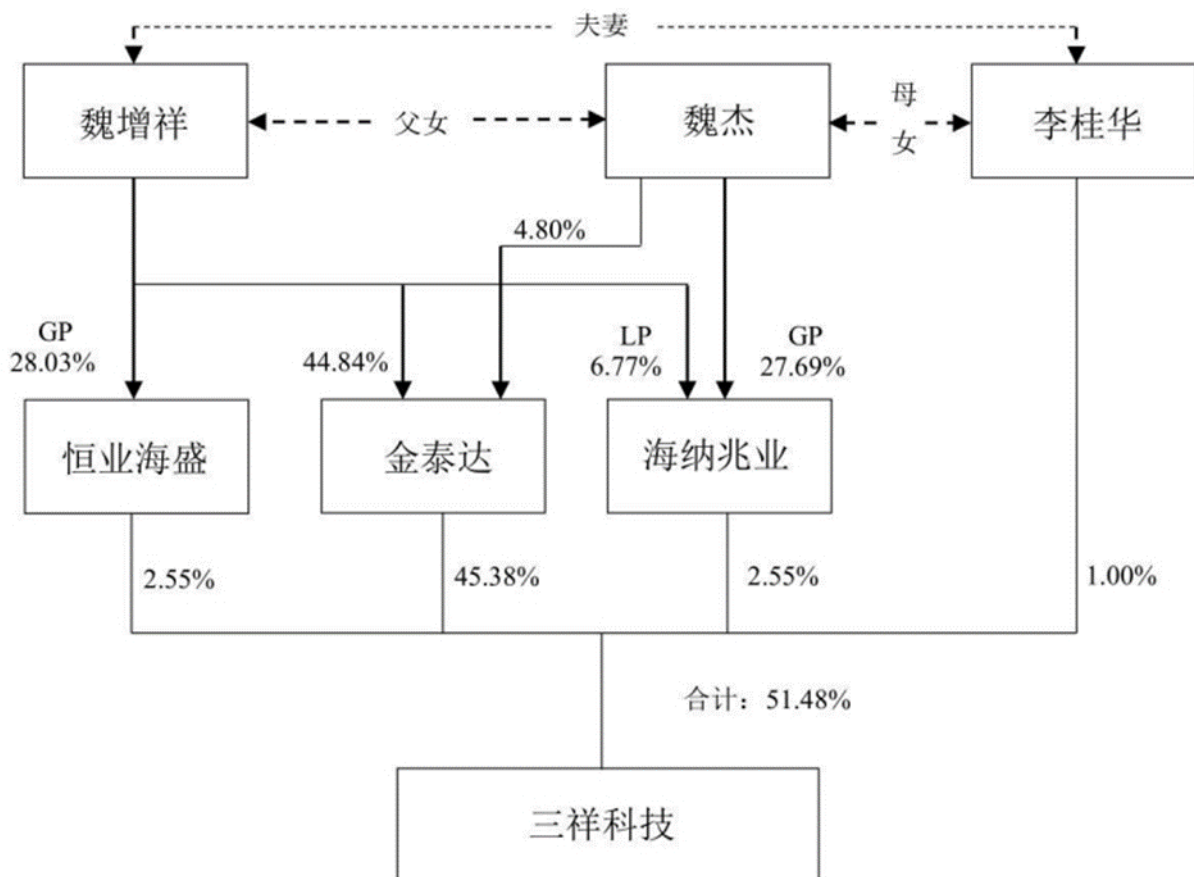 夫妻
魏增祥
父女
魏杰
母
女
李桂华
4.80%
GP
28.03%
44.84%
LP
6.77%
GP
27.69%
恒业海盛
金泰达
海纳兆业
2.55%
45.38%
2.55%
1.00%
合计：51.48%
三祥科技